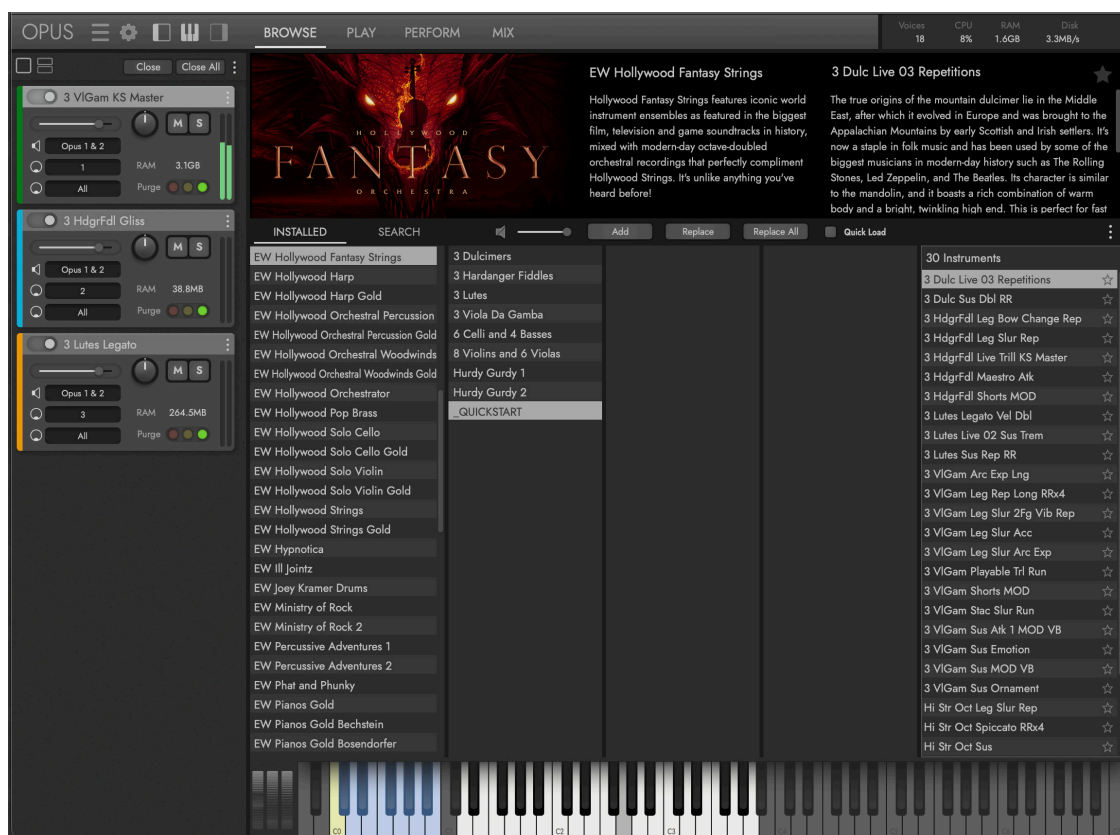 OPUS
BROWSE PLAY PERFORM MIX
Voices CPU RAM Disk
18 8% 1.6GB 3.3MB/s
Close Close All
3 VlGam KS Master
M S
Opus 1 & 2
1 RAM 3.1GB
All Purge
3 HdgrFdl Gliss
M S
Opus 1 & 2
2 RAM 38.8MB
All Purge
3 Lutes Legato
M S
Opus 1 & 2
3 RAM 264.5MB
All Purge
HOLLYWOOD
FANTASY
ORCHESTRA
EW Hollywood Fantasy Strings
Hollywood Fantasy Strings features iconic world
instrument ensembles as featured in the biggest
film, television and game soundtracks in history,
mixed with modern-day octave-doubled
orchestral recordings that perfectly compliment
Hollywood Strings. It's unlike anything you've
heard before!
3 Dulc Live 03 Repetitions
The true origins of the mountain dulcimer lie in the Middle
East, after which it evolved in Europe and was brought to the
Appalachian Mountains by early Scottish and Irish settlers. It's
now a staple in folk music and has been used by some of the
biggest musicians in modern-day history such as The Rolling
Stones, Led Zeppelin, and The Beatles. Its character is similar
to the mandolin, and it boasts a rich combination of warm
body and a bright, twinkling high end. This is perfect for fast
INSTALLED SEARCH
Add Replace Replace All Quick Load
EW Hollywood Fantasy Strings
EW Hollywood Harp
EW Hollywood Harp Gold
EW Hollywood Orchestral Percussion
EW Hollywood Orchestral Percussion Gold
EW Hollywood Orchestral Woodwinds
EW Hollywood Orchestral Woodwinds Gold
EW Hollywood Orchestrator
EW Hollywood Pop Brass
EW Hollywood Solo Cello
EW Hollywood Solo Cello Gold
EW Hollywood Solo Violin
EW Hollywood Solo Violin Gold
EW Hollywood Strings
EW Hollywood Strings Gold
EW Hypnotica
EW Ill Jointz
EW Joey Kramer Drums
EW Ministry of Rock
EW Ministry of Rock 2
EW Percussive Adventures 1
EW Percussive Adventures 2
EW Phat and Phunky
EW Pianos Gold
EW Pianos Gold Bechstein
EW Pianos Gold Bosendorfer
3 Dulcimers
3 Hardanger Fiddles
3 Lutes
3 Viola Da Gamba
6 Celli and 4 Basses
8 Violins and 6 Violas
Hurdy Gurdy 1
Hurdy Gurdy 2
_QUICKSTART
30 Instruments
3 Dulc Live 03 Repetitions
3 Dulc Sus Dbl RR
3 HdgrFdl Leg Bow Change Rep
3 HdgrFdl Leg Slur Rep
3 HdgrFdl Live Trill KS Master
3 HdgrFdl Maestro Atk
3 HdgrFdl Shorts MOD
3 Lutes Legato Vel Dbl
3 Lutes Live 02 Sus Trem
3 Lutes Sus Rep RR
3 VlGam Arc Exp Lng
3 VlGam Leg Rep Long RRx4
3 VlGam Leg Slur 2Fg Vib Rep
3 VlGam Leg Slur Acc
3 VlGam Leg Slur Arc Exp
3 VlGam Playable Trl Run
3 VlGam Shorts MOD
3 VlGam Stac Slur Run
3 VlGam Sus Atk 1 MOD VB
3 VlGam Sus Emotion
3 VlGam Sus MOD VB
3 VlGam Sus Ornament
Hi Str Oct Leg Slur Rep
Hi Str Oct Spiccato RRx4
Hi Str Oct Sus
C0 C2 C3